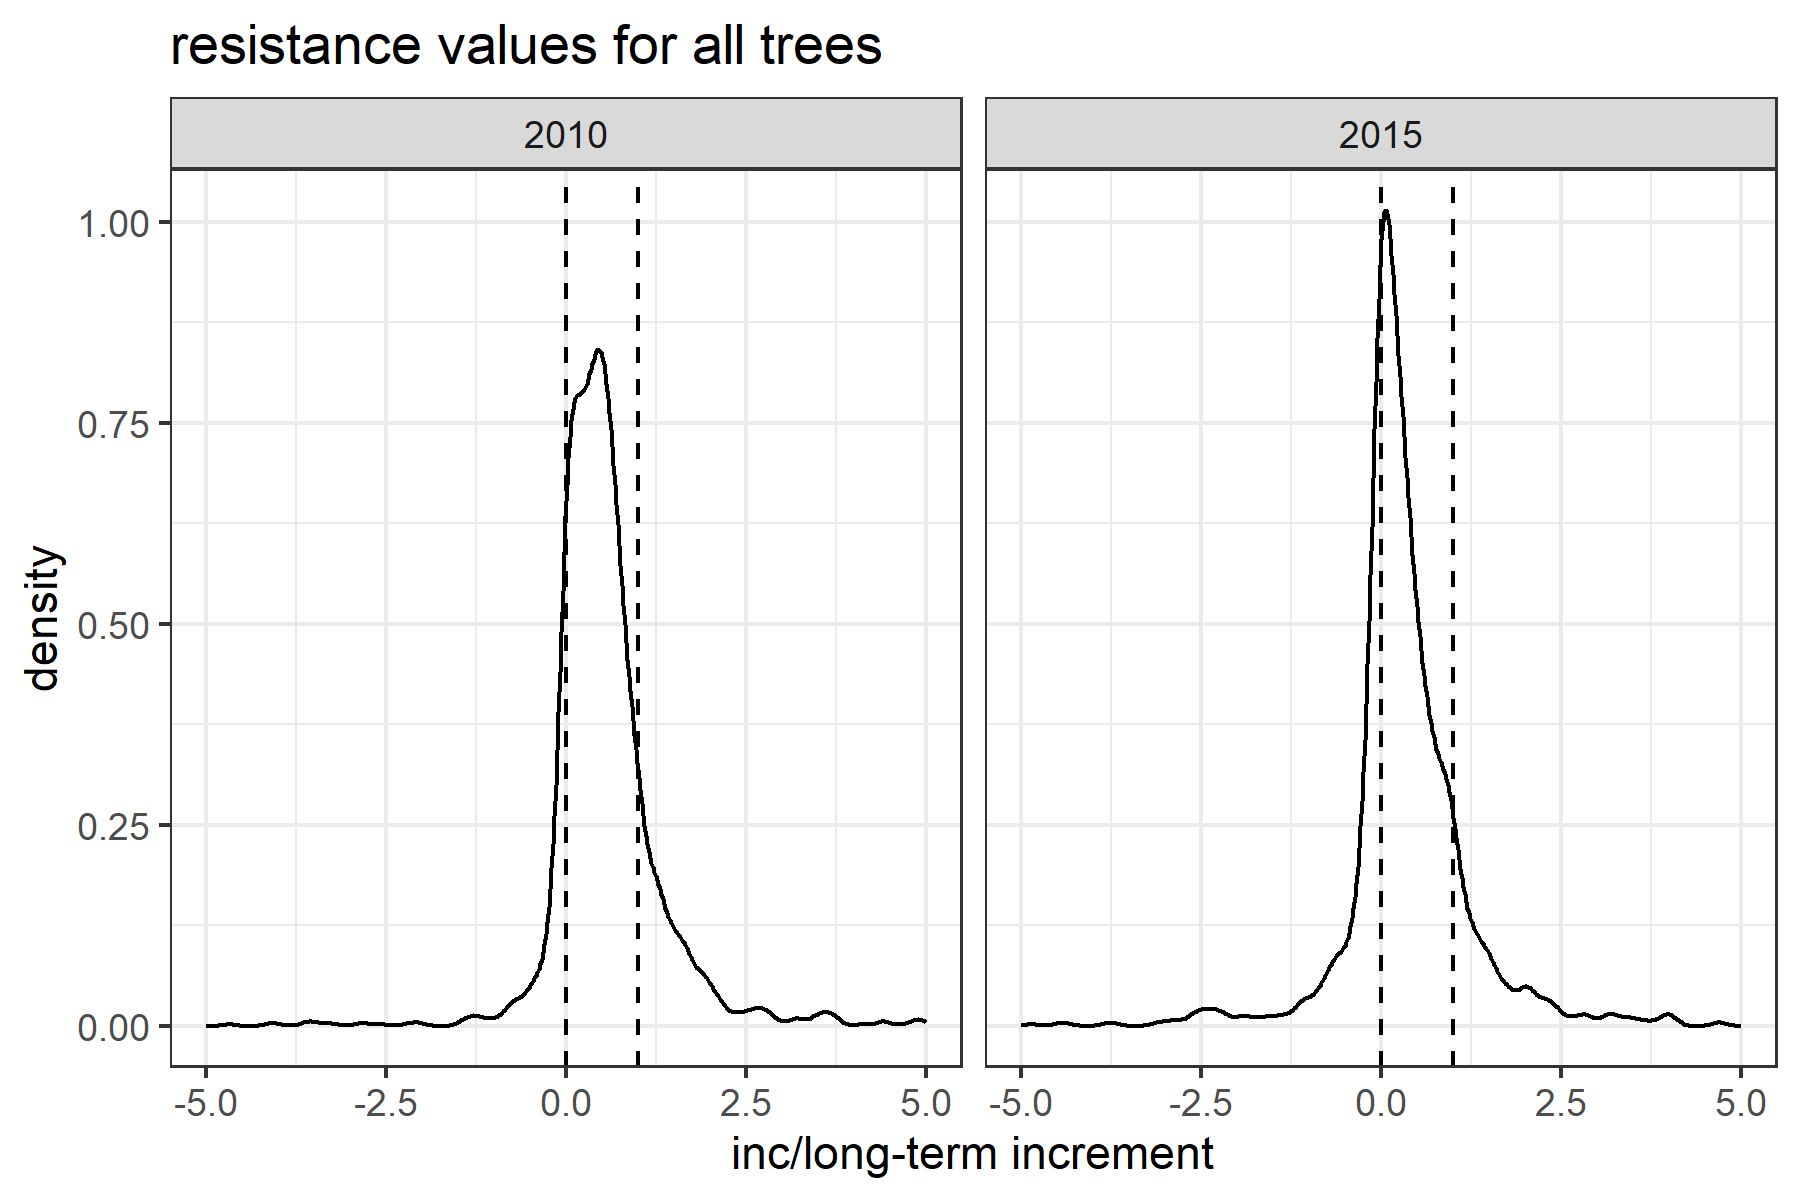 resistance values for all trees
2010 2015
1.00
0.75
0.50
0.25
0.00
density
-5.0 -2.5 0.0 2.5 5.0 -5.0 -2.5 0.0 2.5 5.0
inc/long-term increment